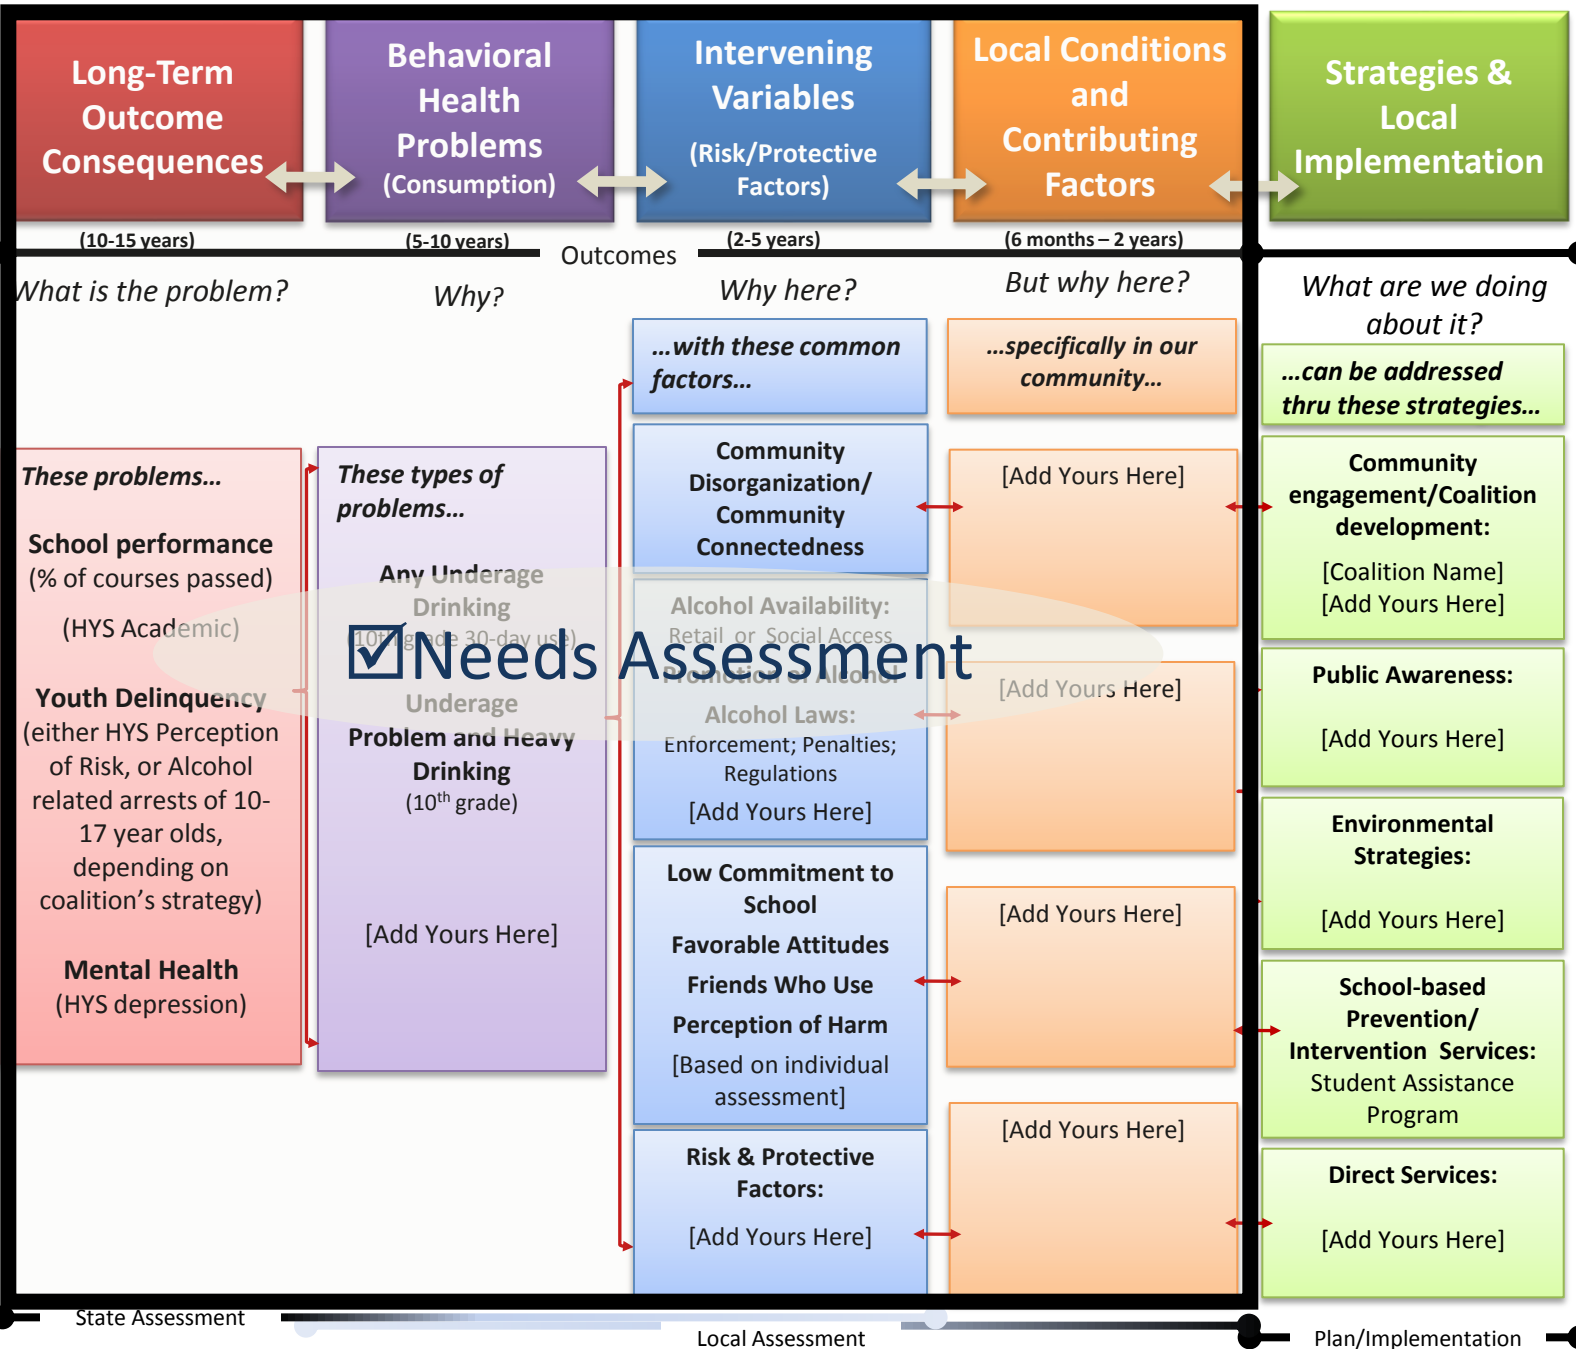 Long-Term
Outcome
Consequences
Behavioral
Health
Problems
(Consumption)
Intervening
Variables
(Risk/Protective
Factors)
Local Conditions
and
Contributing
Factors
Strategies &
Local
Implementation
(10-15 years)
(5-10 years)
(2-5 years)
(6 months – 2 years)
Outcomes
What is the problem?
Why?
Why here?
But why here?
What are we doing
about it?
These problems…
School performance
(% of courses passed)
(HYS Academic)
Youth Delinquency
(either HYS Perception
of Risk, or Alcohol
related arrests of 10-
17 year olds,
depending on
coalition’s strategy)
Mental Health
(HYS depression)
These types of
problems…
Any Underage
Drinking
(10th grade 30-day use)
Underage
Problem and Heavy
Drinking
(10th grade)
[Add Yours Here]
…with these common
factors…
Community
Disorganization/
Community
Connectedness
Alcohol Availability:
Retail or Social Access
Promotion of Alcohol
Alcohol Laws:
Enforcement; Penalties;
Regulations
[Add Yours Here]
Low Commitment to
School
Favorable Attitudes
Friends Who Use
Perception of Harm
[Based on individual
assessment]
Risk & Protective
Factors:
[Add Yours Here]
…specifically in our
community…
[Add Yours Here]
[Add Yours Here]
[Add Yours Here]
[Add Yours Here]
…can be addressed
thru these strategies…
Community
engagement/Coalition
development:
[Coalition Name]
[Add Yours Here]
Public Awareness:
[Add Yours Here]
Environmental
Strategies:
[Add Yours Here]
School-based
Prevention/
Intervention Services:
Student Assistance
Program
Direct Services:
[Add Yours Here]
Needs Assessment
State Assessment
Local Assessment
Plan/Implementation